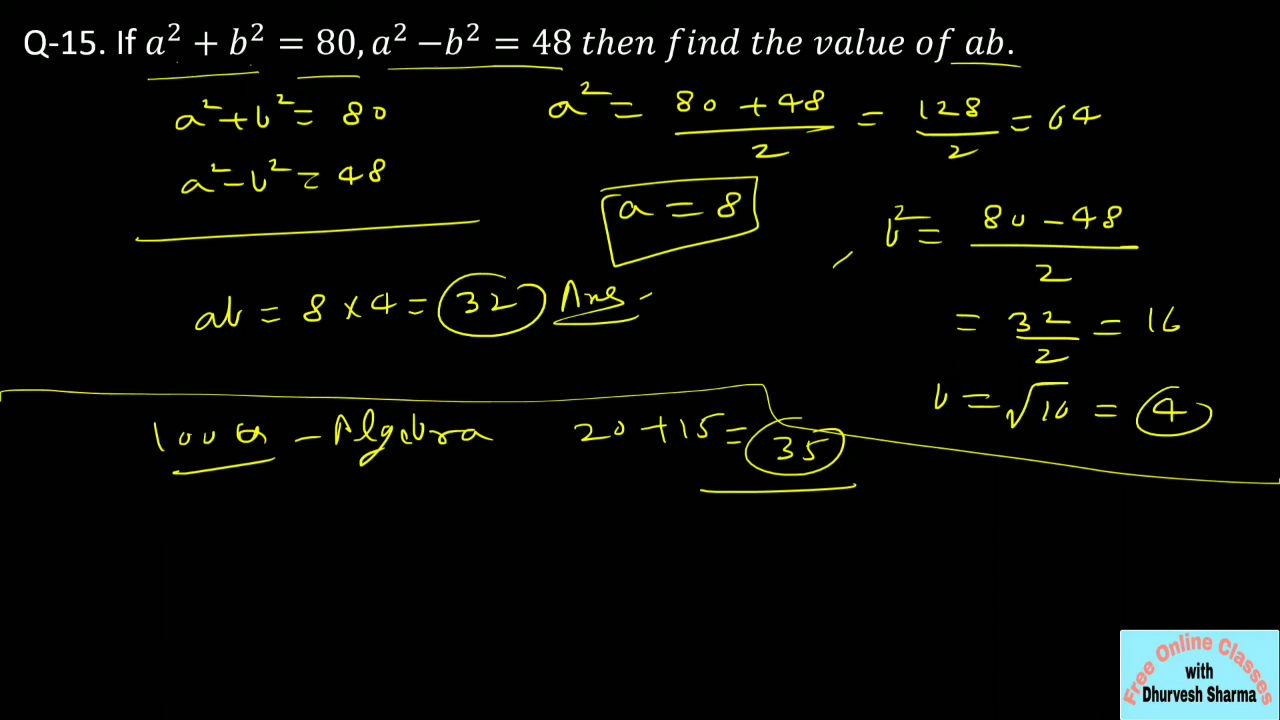 Q-15. If a² + b² = 80, a² −b² = 48 then find the value of ab.
a²+b² = 80
a²−b² = 48
a² = 80 + 48 / 2 = 128 / 2 = 64
a = 8
b² = 80 − 48 / 2
= 32 / 2 = 16
b = √16 = 4
ab = 8 × 4 = 32 Ans
100 Q − Algebra 20 + 15 = 35
Free Online Classes
with
Dhurvesh Sharma